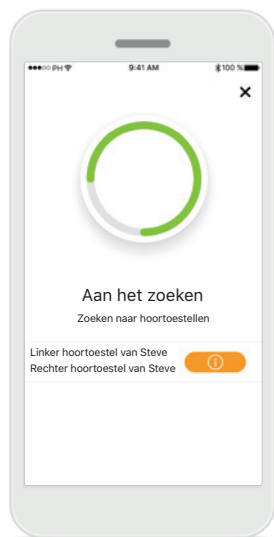 PH 9:41 AM 100 %
Aan het zoeken
Zoeken naar hoortoestellen
Linker hoortoestel van Steve
Rechter hoortoestel van Steve